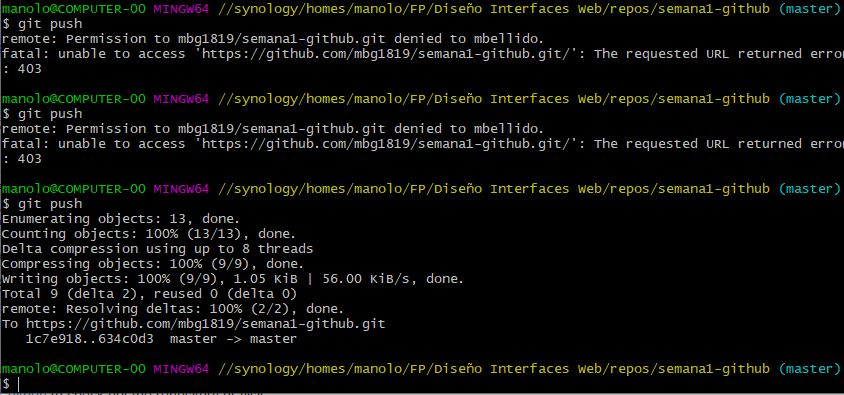 manolo@COMPUTER-00 MINGW64 //synology/homes/manolo/FP/Diseño Interfaces Web/repos/semana1-github (master)
$ git push
remote: Permission to mbg1819/semana1-github.git denied to mbellido.
fatal: unable to access 'https://github.com/mbg1819/semana1-github.git/': The requested URL returned error
: 403
manolo@COMPUTER-00 MINGW64 //synology/homes/manolo/FP/Diseño Interfaces Web/repos/semana1-github (master)
$ git push
remote: Permission to mbg1819/semana1-github.git denied to mbellido.
fatal: unable to access 'https://github.com/mbg1819/semana1-github.git/': The requested URL returned error
: 403
manolo@COMPUTER-00 MINGW64 //synology/homes/manolo/FP/Diseño Interfaces Web/repos/semana1-github (master)
$ git push
Enumerating objects: 13, done.
Counting objects: 100% (13/13), done.
Delta compression using up to 8 threads
Compressing objects: 100% (9/9), done.
Writing objects: 100% (9/9), 1.05 KiB | 56.00 KiB/s, done.
Total 9 (delta 2), reused 0 (delta 0)
remote: Resolving deltas: 100% (2/2), done.
To https://github.com/mbg1819/semana1-github.git
   1c7e918..634c0d3  master -> master
manolo@COMPUTER-00 MINGW64 //synology/homes/manolo/FP/Diseño Interfaces Web/repos/semana1-github (master)
$